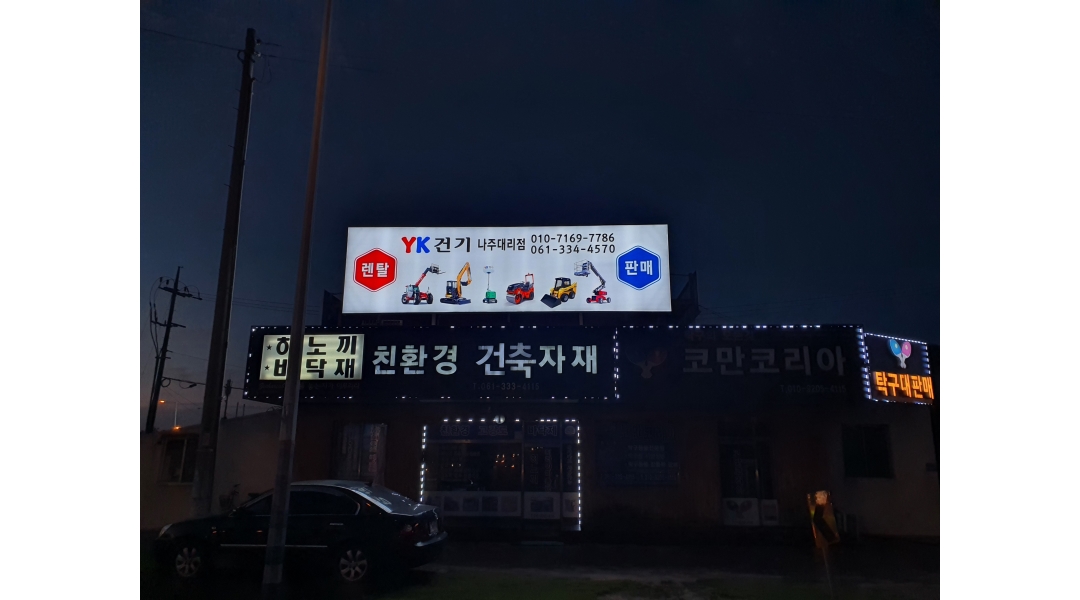 YK건기 나주대리점 010-7169-7786
061-334-4570
렌탈
판매
히노끼
바닥재
친환경 건축자재
코만코리아
탁구대판매